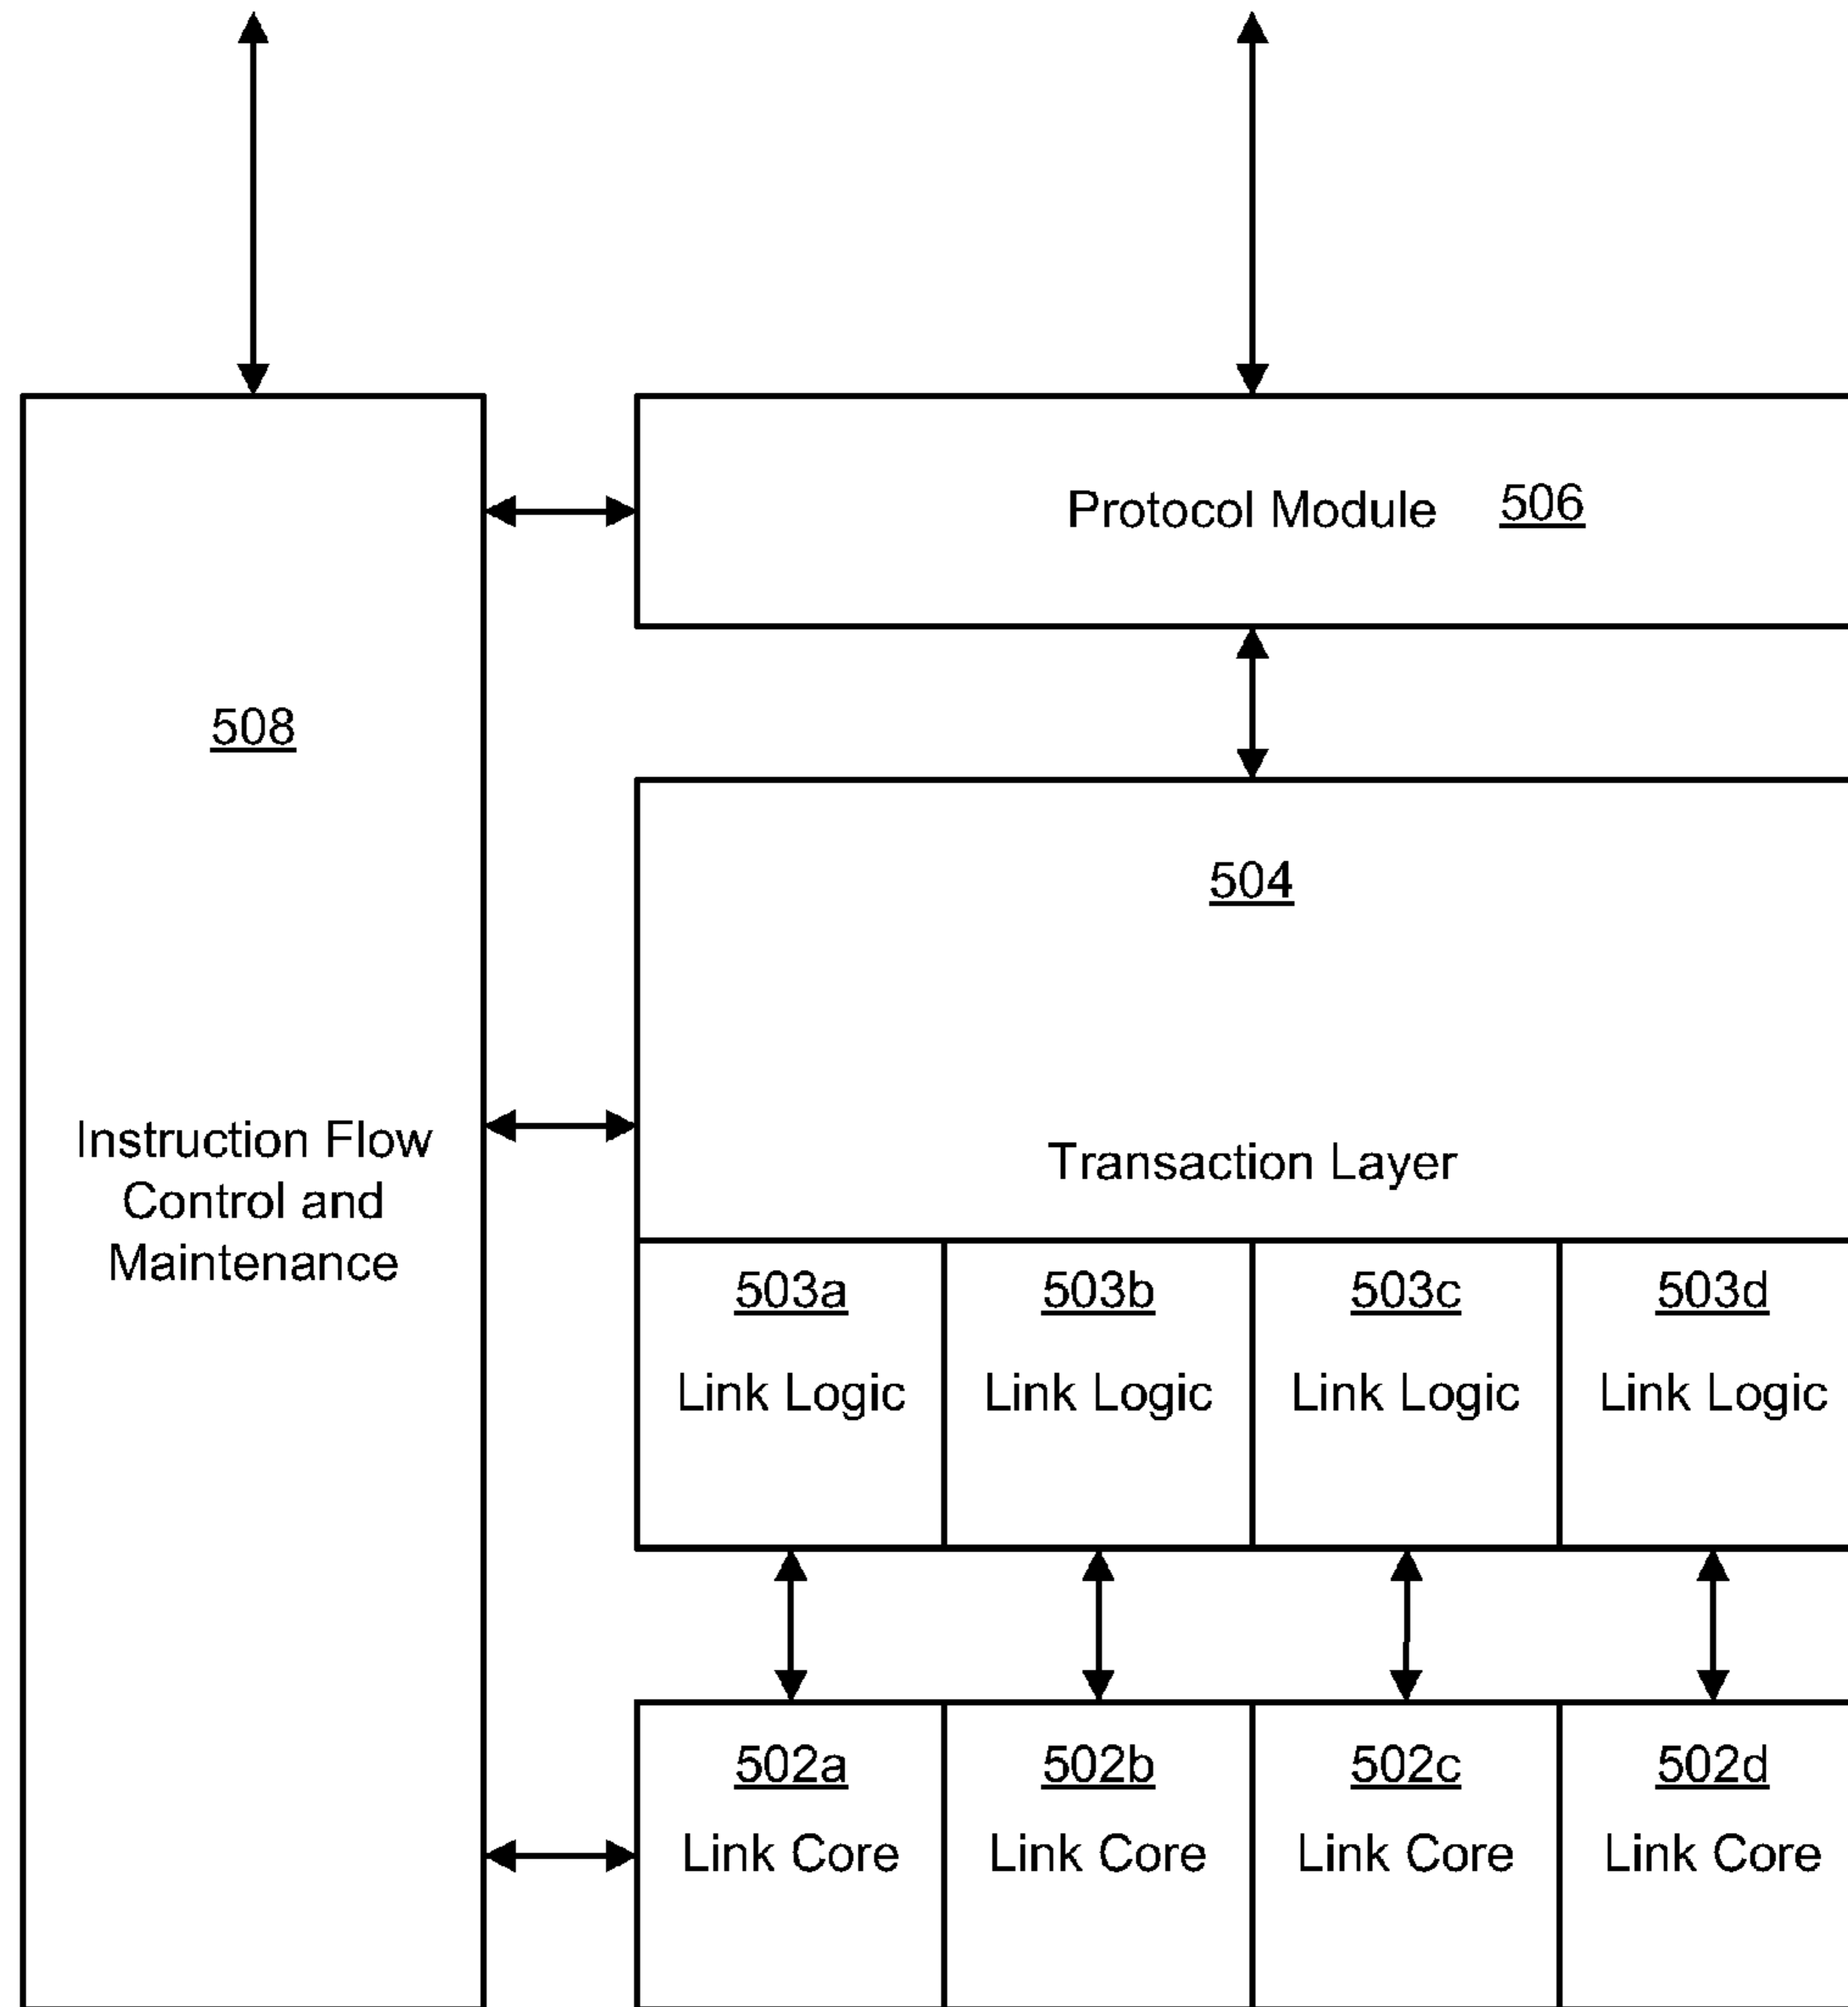 Protocol Module 506
508
504
Instruction Flow
Control and
Maintenance
Transaction Layer
503a 503b 503c 503d
Link Logic Link Logic Link Logic Link Logic
502a 502b 502c 502d
Link Core Link Core Link Core Link Core